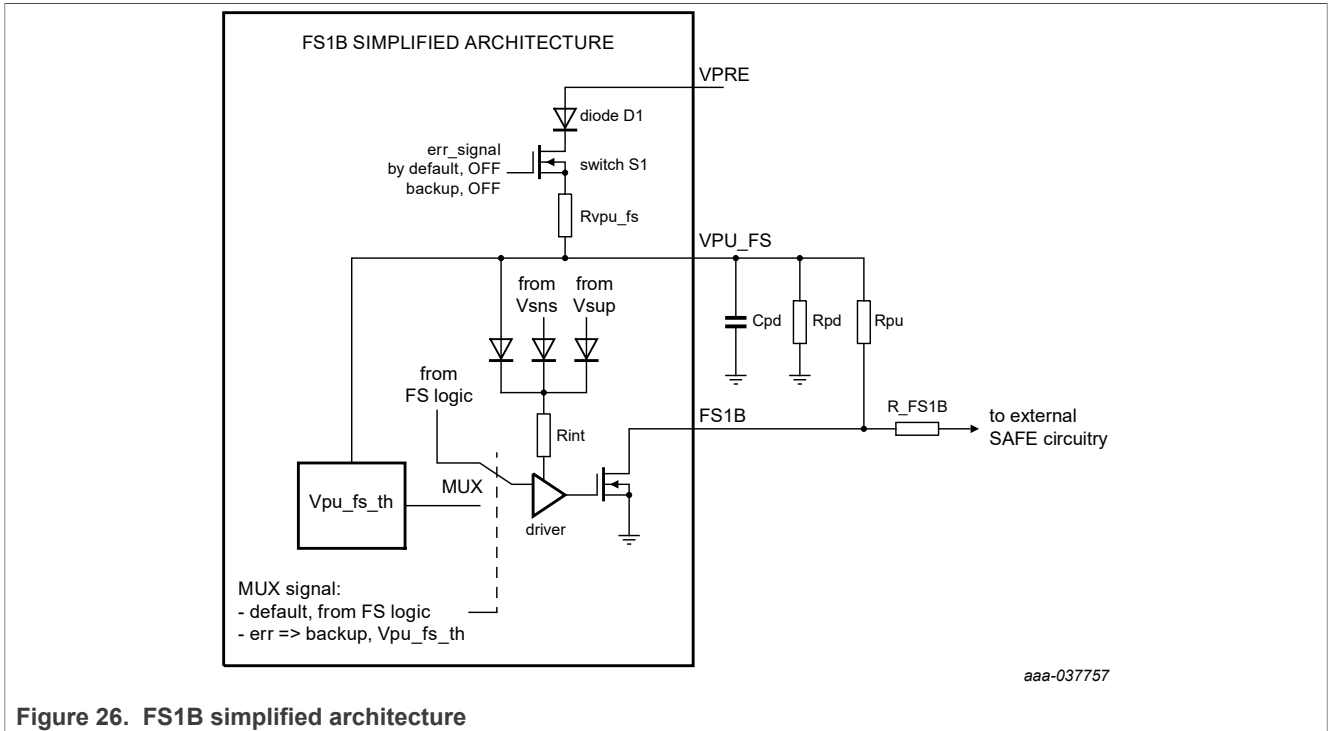 FS1B SIMPLIFIED ARCHITECTURE
VPRE
diode D1
err_signal
by default, OFF
backup, OFF
switch S1
Rvpu_fs
VPU_FS
from
Vsns
from
Vsup
Cpd
Rpd
Rpu
from
FS logic
FS1B
R_FS1B
to external
SAFE circuitry
Rint
MUX
Vpu_fs_th
driver
MUX signal:
- default, from FS logic
- err => backup, Vpu_fs_th
aaa-037757
Figure 26. FS1B simplified architecture